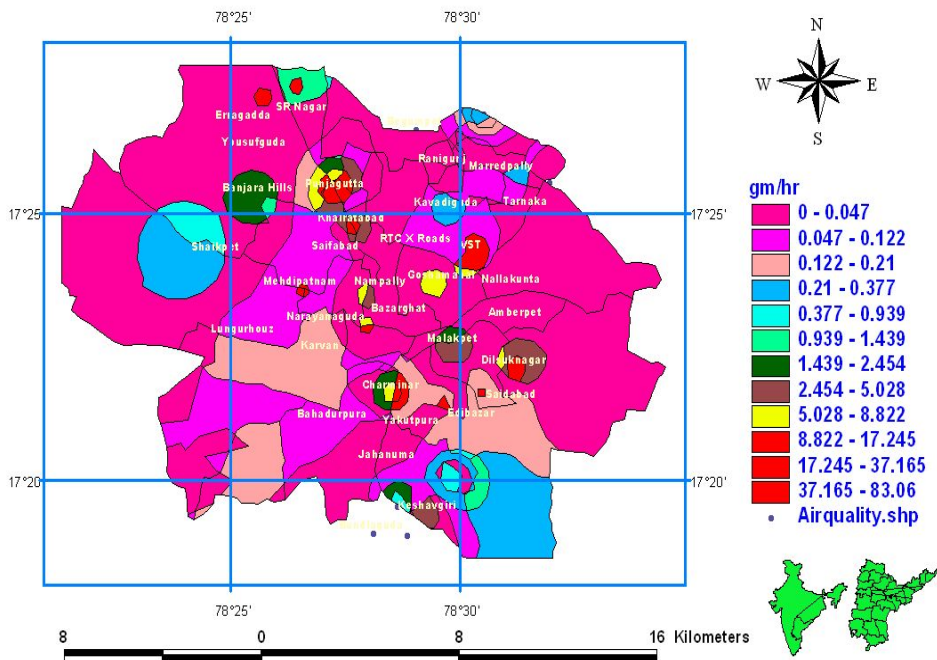 78°25' 78°30'
N
W E
S
SR Nagar
Erragadda
Yousufguda
Ranigunj
Marredpally
Banjara Hills
Panjagutta
Tarnaka
Kavadiguda
17°25' 17°25'
Khairatabad
RTC X Roads
VST
Shaikpet
Saifabad
Mehdipatnam
Nampally
Nallakunta
Narayanaguda
Bazarghat
Amberpet
Lungurhouz
Karvan
Malakpet
Dilsuknagar
Charminar
Saidabad
Bahadurpura
Yakutpura
Edibazar
Jahanuma
17°20' 17°20'
Keshavgiri
78°25' 78°30'
gm/hr
0 - 0.047
0.047 - 0.122
0.122 - 0.21
0.21 - 0.377
0.377 - 0.939
0.939 - 1.439
1.439 - 2.454
2.454 - 5.028
5.028 - 8.822
8.822 - 17.245
17.245 - 37.165
37.165 - 83.06
Airquality.shp
8 0 8 16 Kilometers